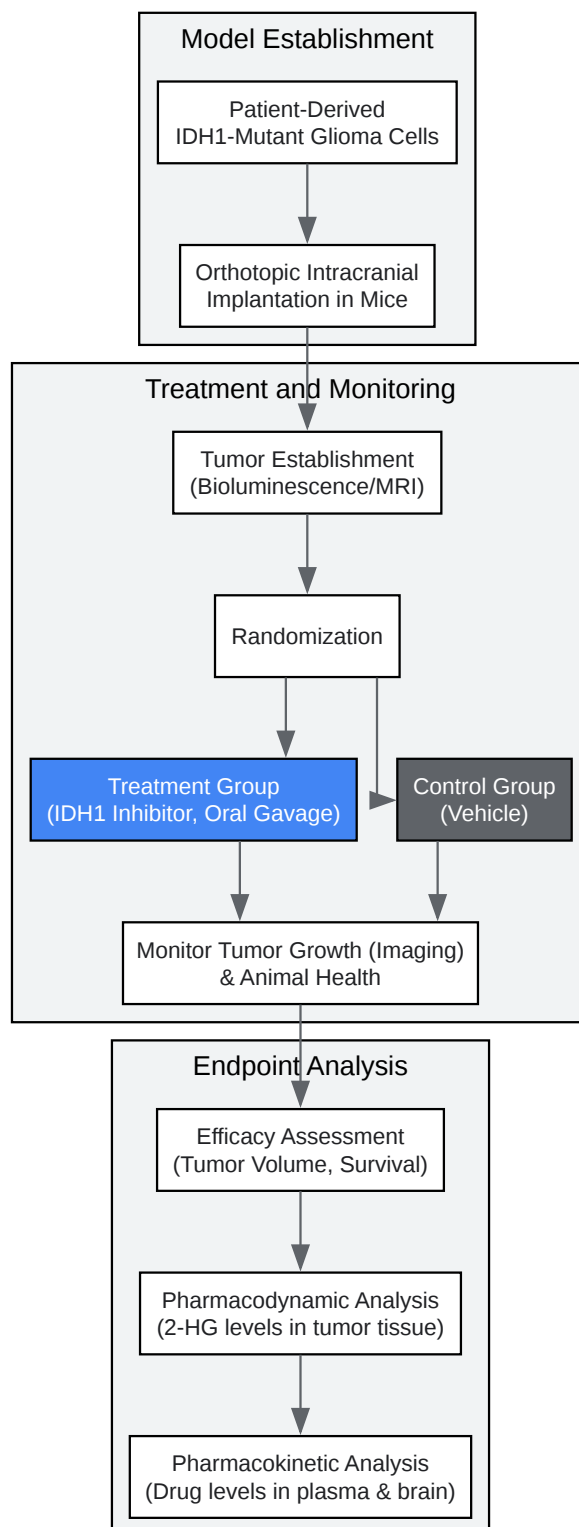 Model Establishment
Patient-Derived
IDH1-Mutant Glioma Cells
Orthotopic Intracranial
Implantation in Mice
Treatment and Monitoring
Tumor Establishment
(Bioluminescence/MRI)
Randomization
Treatment Group
(IDH1 Inhibitor, Oral Gavage)
Control Group
(Vehicle)
Monitor Tumor Growth (Imaging)
& Animal Health
Endpoint Analysis
Efficacy Assessment
(Tumor Volume, Survival)
Pharmacodynamic Analysis
(2-HG levels in tumor tissue)
Pharmacokinetic Analysis
(Drug levels in plasma & brain)